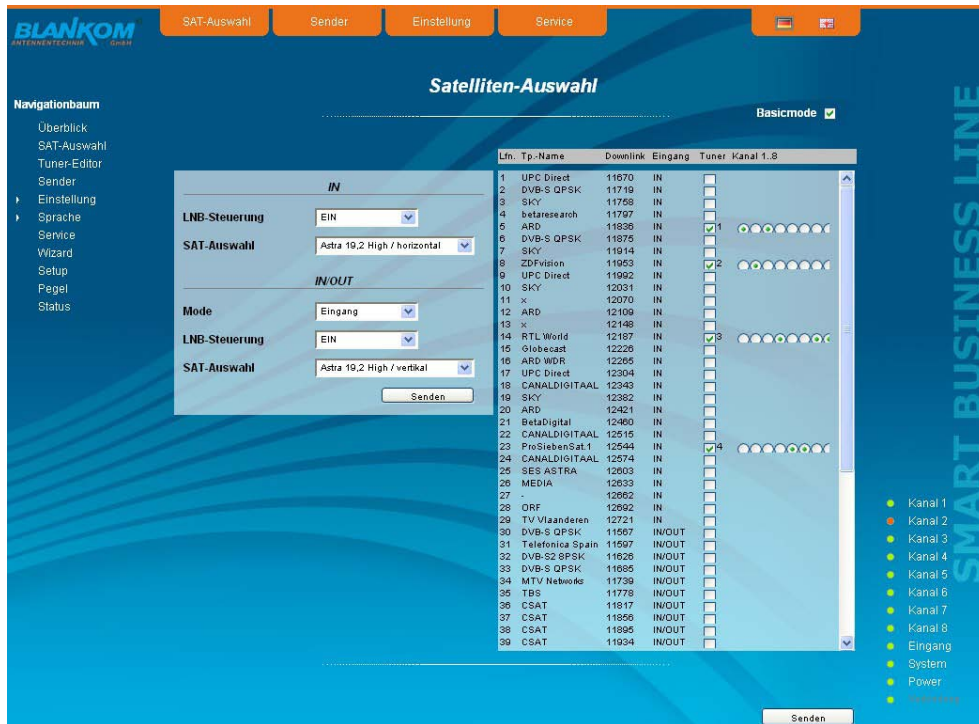 BLANKOM
ANTENNENTECHNIK GmbH
SAT-Auswahl
Sender
Einstellung
Service
Satelliten-Auswahl
Basicmode
Navigationbaum
Überblick
SAT-Auswahl
Tuner-Editor
Sender
Einstellung
Sprache
Service
Wizard
Setup
Pegel
Status
IN
LNB-Steuerung EIN
SAT-Auswahl Astra 19,2 High / horizontal
IN/OUT
Mode Eingang
LNB-Steuerung EIN
SAT-Auswahl Astra 19,2 High / vertikal
Senden
Lfn. Tp.-Name Downlink Eingang Tuner Kanal 1..8
1 UPC Direct 11670 IN
2 DVB-S QPSK 11719 IN
3 SKY 11758 IN
4 betaresearch 11797 IN
5 ARD 11836 IN 1
6 DVB-S QPSK 11875 IN
7 SKY 11914 IN
8 ZDFvision 11953 IN 2
9 UPC Direct 11992 IN
10 SKY 12031 IN
11 x 12070 IN
12 ARD 12109 IN
13 x 12148 IN
14 RTL World 12187 IN 3
15 Globecast 12226 IN
16 ARD WDR 12265 IN
17 UPC Direct 12304 IN
18 CANALDIGITAAL 12343 IN
19 SKY 12382 IN
20 ARD 12421 IN
21 BetaDigital 12460 IN
22 CANALDIGITAAL 12515 IN
23 ProSiebenSat.1 12544 IN 4
24 CANALDIGITAAL 12574 IN
25 SES ASTRA 12603 IN
26 MEDIA 12633 IN
27 - 12662 IN
28 ORF 12692 IN
29 TV Vlaanderen 12721 IN
30 DVB-S QPSK 11567 IN/OUT
31 Telefonica Spain 11597 IN/OUT
32 DVB-S2 8PSK 11626 IN/OUT
33 DVB-S QPSK 11685 IN/OUT
34 MTV Networks 11739 IN/OUT
35 TBS 11778 IN/OUT
36 CSAT 11817 IN/OUT
37 CSAT 11856 IN/OUT
38 CSAT 11895 IN/OUT
39 CSAT 11934 IN/OUT
Senden
SMART BUSINESS LINE
Kanal 1
Kanal 2
Kanal 3
Kanal 4
Kanal 5
Kanal 6
Kanal 7
Kanal 8
Eingang
System
Power